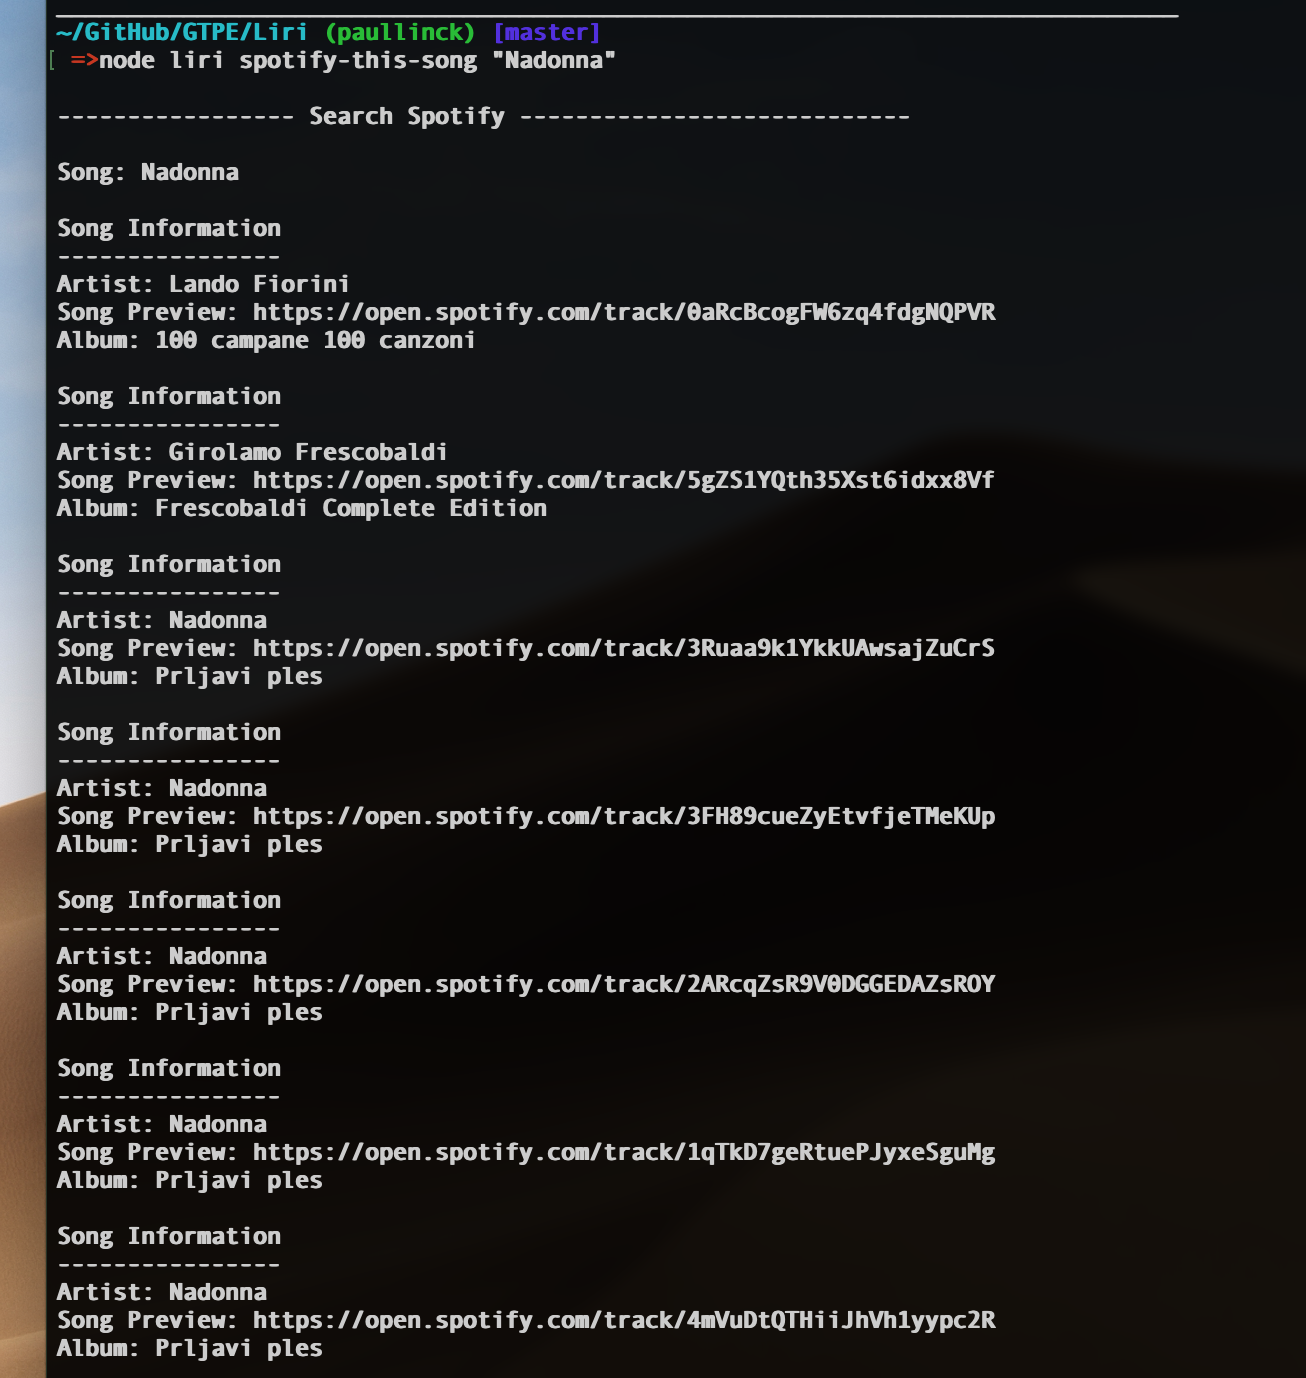 ~/GitHub/GTPE/Liri (paullinck) [master]
[ =>node liri spotify-this-song "Nadonna"
----------------- Search Spotify ----------------------------
Song: Nadonna
Song Information
----------------
Artist: Lando Fiorini
Song Preview: https://open.spotify.com/track/0aRcBcogFW6zq4fdgNQPVR
Album: 100 campane 100 canzoni
Song Information
----------------
Artist: Girolamo Frescobaldi
Song Preview: https://open.spotify.com/track/5gZS1YQth35Xst6idxx8Vf
Album: Frescobaldi Complete Edition
Song Information
----------------
Artist: Nadonna
Song Preview: https://open.spotify.com/track/3Ruaa9k1YkkUAwsajZuCrS
Album: Prljavi ples
Song Information
----------------
Artist: Nadonna
Song Preview: https://open.spotify.com/track/3FH89cueZyEtvfjeTMeKUp
Album: Prljavi ples
Song Information
----------------
Artist: Nadonna
Song Preview: https://open.spotify.com/track/2ARcqZsR9V0DGGEDAZsROY
Album: Prljavi ples
Song Information
----------------
Artist: Nadonna
Song Preview: https://open.spotify.com/track/1qTkD7geRtuePJyxeSguMg
Album: Prljavi ples
Song Information
----------------
Artist: Nadonna
Song Preview: https://open.spotify.com/track/4mVuDtQTHiiJhVh1yypc2R
Album: Prljavi ples